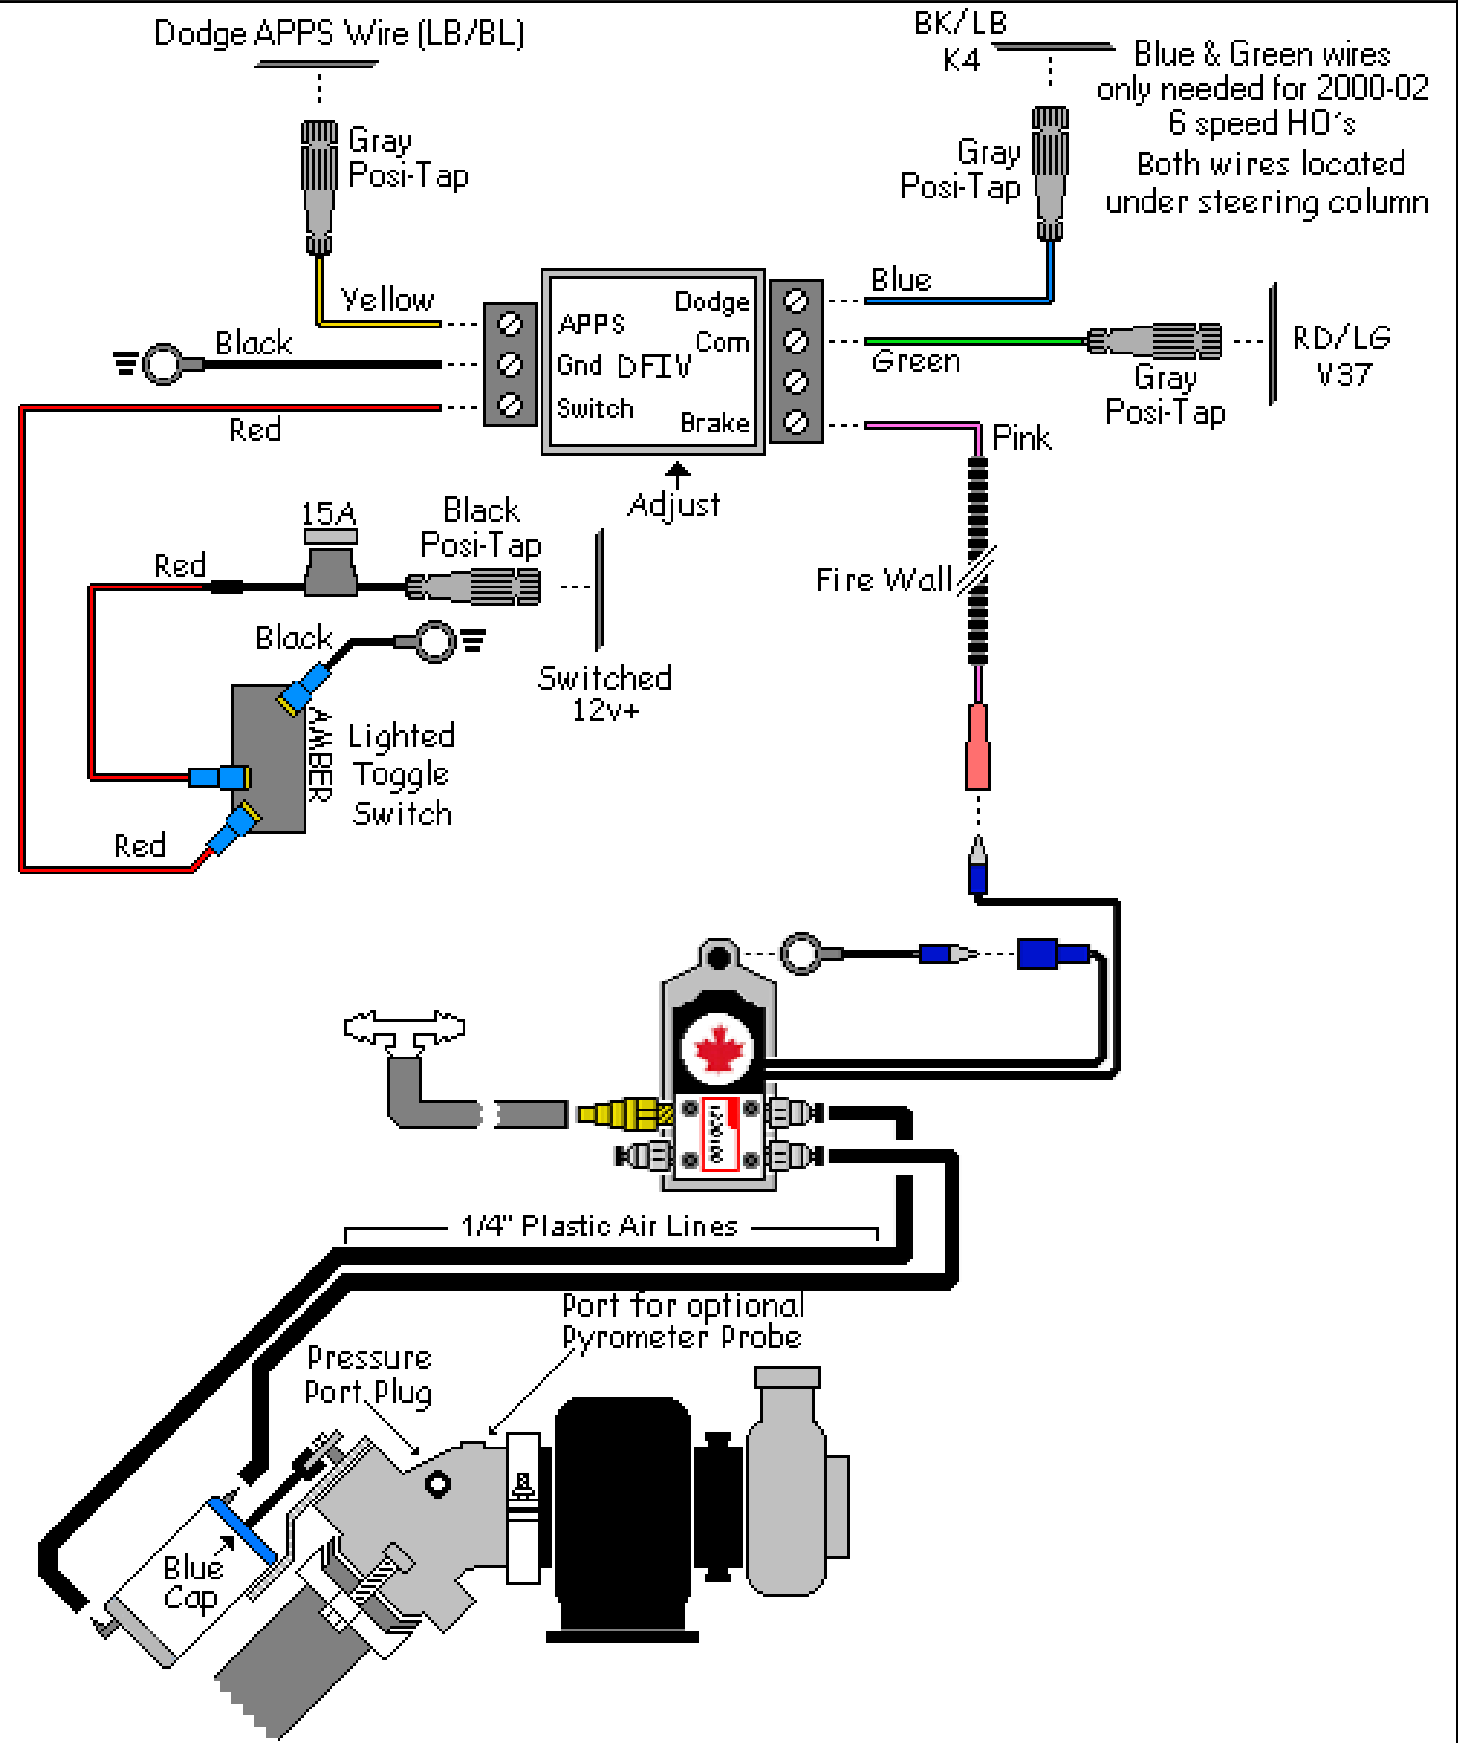 Dodge APPS Wire (LB/BL)
BK/LB
K4
Blue & Green wires
only needed for 2000-02
6 speed HO's
Both wires located
under steering column
Gray
Posi-Tap
Gray
Posi-Tap
Yellow
Blue
Black
Green
Red
APPS
Gnd
Switch
DFIV
Dodge
Com
Brake
RD/LG
V37
Gray
Posi-Tap
Pink
Adjust
15A
Black
Posi-Tap
Red
Fire Wall
Black
Switched
12v+
AMBER
Lighted
Toggle
Switch
Red
1/4" Plastic Air Lines
Port for optional
Pyrometer Probe
Pressure
Port Plug
Blue
Cap